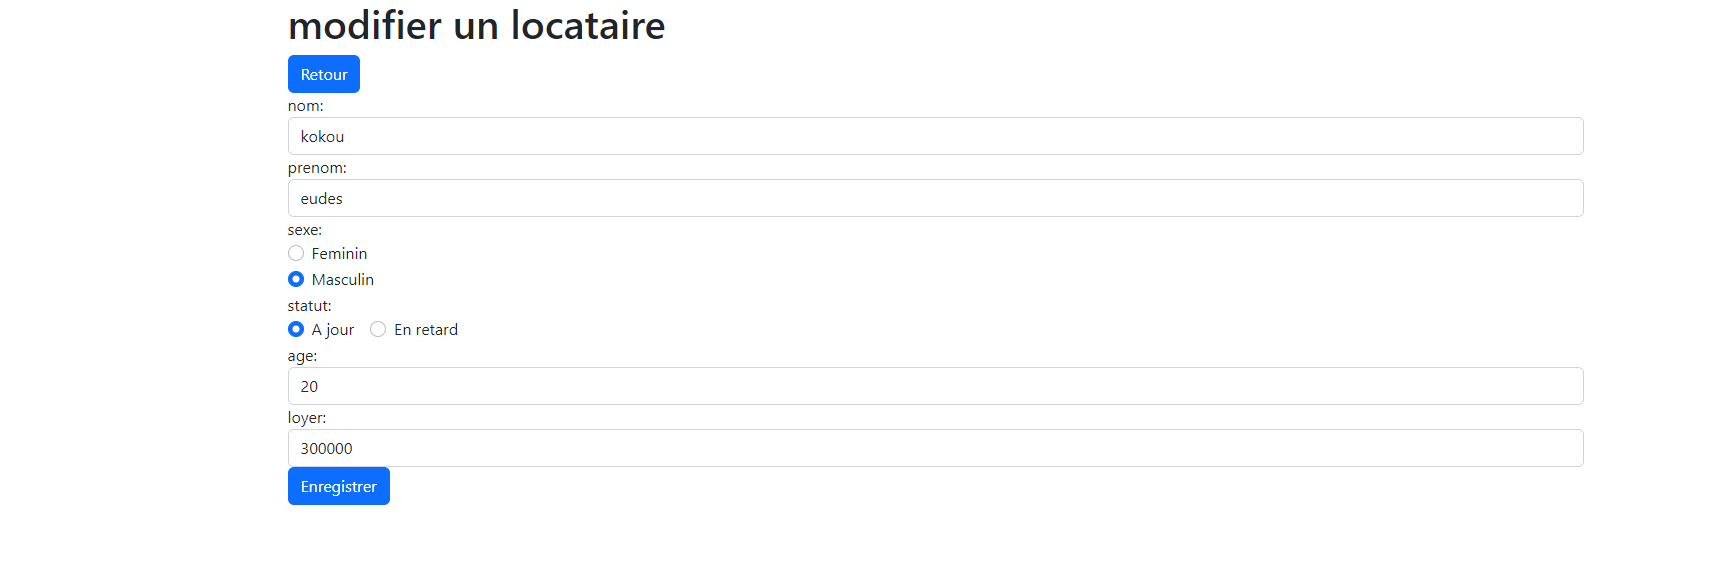 modifier un locataire
Retour
nom:
kokou
prenom:
eudes
sexe:
Feminin
Masculin
statut:
A jour En retard
age:
20
loyer:
300000
Enregistrer